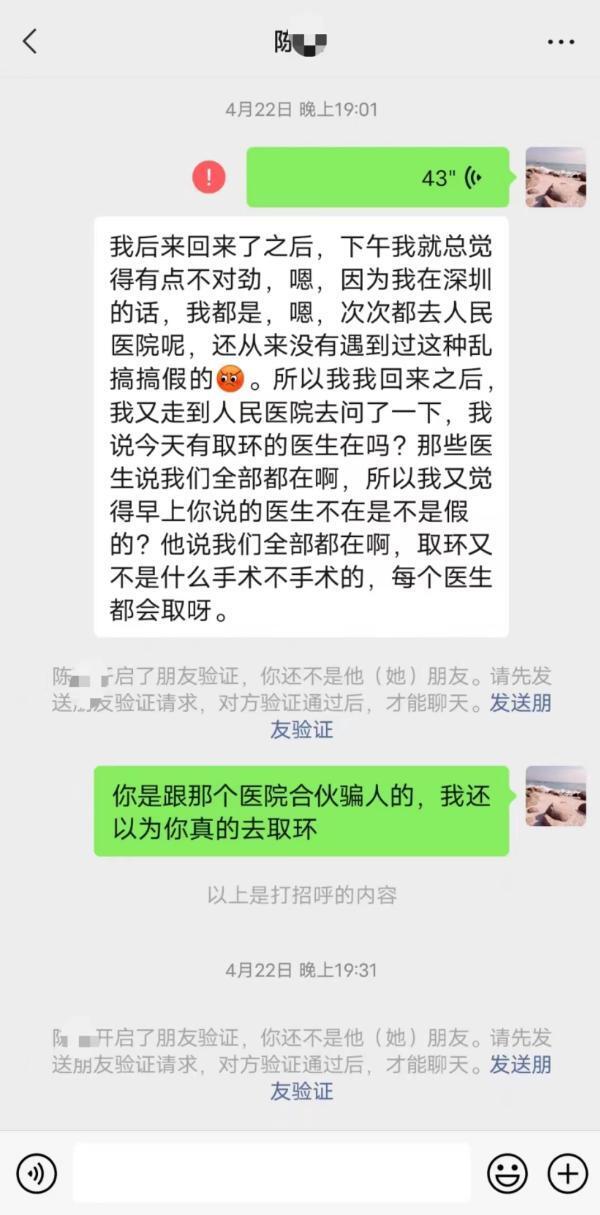 陈
4月22日 晚上19:01
43"
我后来回来了之后，下午我就总觉
得有点不对劲，嗯，因为我在深圳
的话，我都是，嗯，次次都去人民
医院呢，还从来没有遇到过这种乱
搞搞假的😡。所以我我回来之后，
我又走到人民医院去问了一下，我
说今天有取环的医生在吗？那些医
生说我们全部都在啊，所以我又觉
得早上你说的医生不在是不是假
的？他说我们全部都在啊，取环又
不是什么手术不手术的，每个医生
都会取呀。
陈 开启了朋友验证，你还不是他（她）朋友。请先发
送朋友验证请求，对方验证通过后，才能聊天。发送朋
友验证
你是跟那个医院合伙骗人的，我还
以为你真的去取环
以上是打招呼的内容
4月22日 晚上19:31
开启了朋友验证，你还不是他（她）朋友。请先发
送朋友验证请求，对方验证通过后，才能聊天。发送朋
友验证